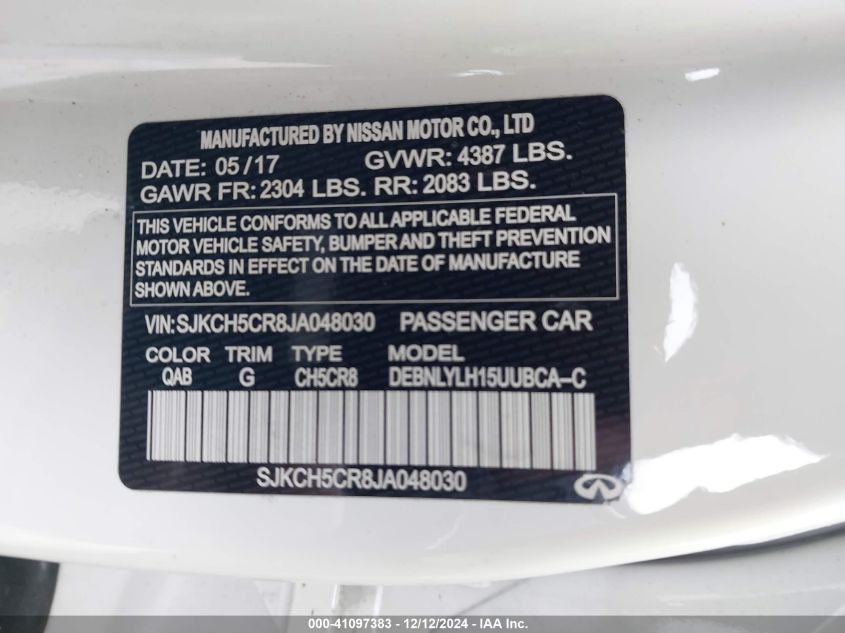 MANUFACTURED BY NISSAN MOTOR CO., LTD
DATE: 05/17 GVWR: 4387 LBS.
GAWR FR: 2304 LBS. RR: 2083 LBS.
THIS VEHICLE CONFORMS TO ALL APPLICABLE FEDERAL
MOTOR VEHICLE SAFETY, BUMPER AND THEFT PREVENTION
STANDARDS IN EFFECT ON THE DATE OF MANUFACTURE
SHOWN ABOVE.
VIN:SJKCH5CR8JA048030 PASSENGER CAR
COLOR TRIM TYPE MODEL
QAB G CH5CR8 DEBNLYLH15UUBCA-C
SJKCH5CR8JA048030
000-41097383 - 12/12/2024 - IAA Holdings, LLC.